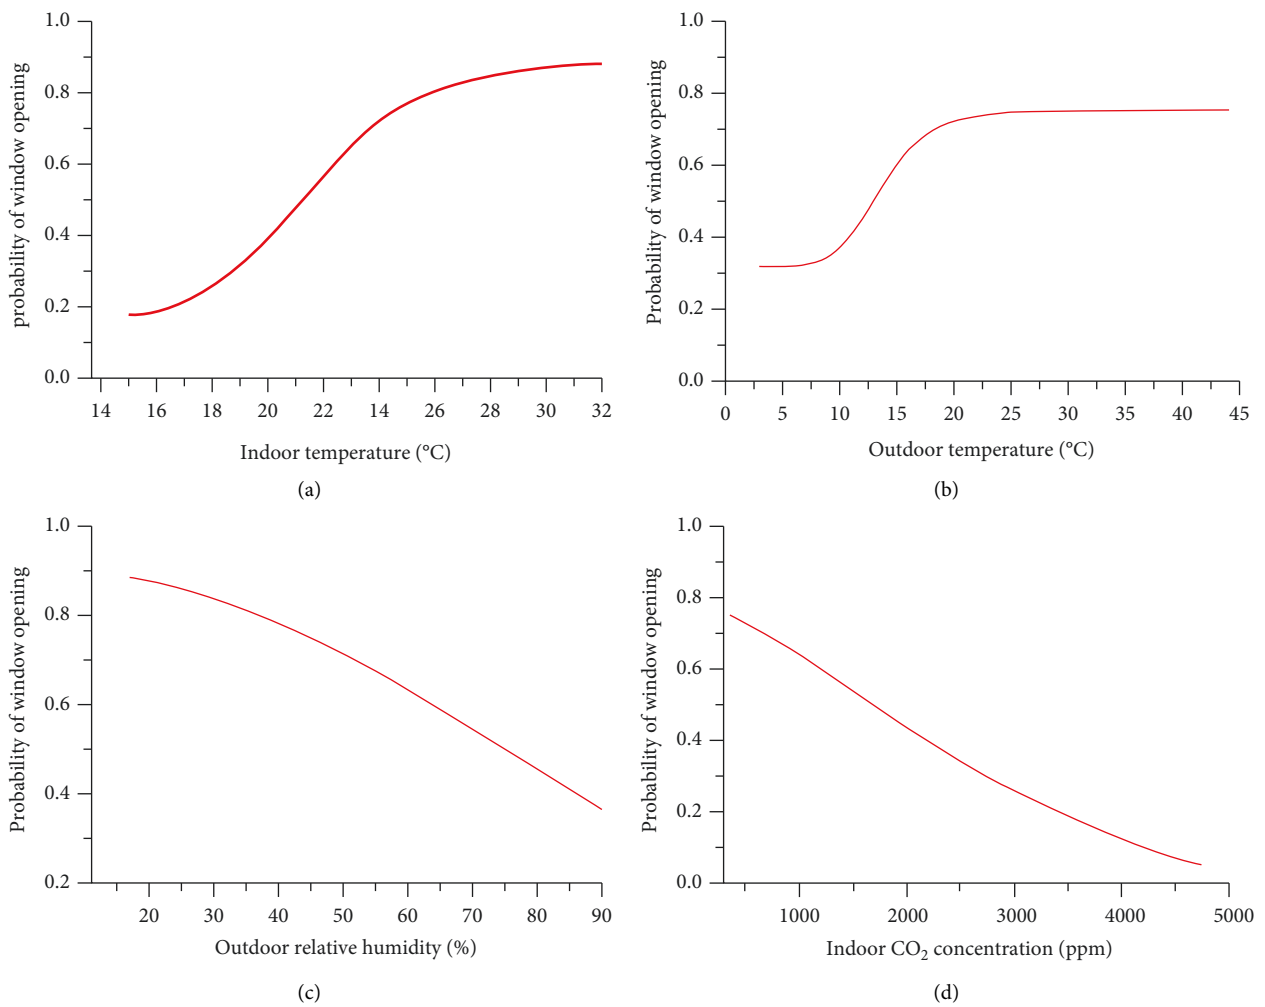 1.0
0.8
0.6
0.4
0.2
0.0
probability of window opening
14 16 18 20 22 14 26 28 30 32
Indoor temperature (°C)
(a)
1.0
0.8
0.6
0.4
0.2
0.0
Probability of window opening
0 5 10 15 20 25 30 35 40 45
Outdoor temperature (°C)
(b)
1.0
0.8
0.6
0.4
0.2
Probability of window opening
20 30 40 50 60 70 80 90
Outdoor relative humidity (%)
(c)
1.0
0.8
0.6
0.4
0.2
0.0
Probability of window opening
1000 2000 3000 4000 5000
Indoor CO₂ concentration (ppm)
(d)